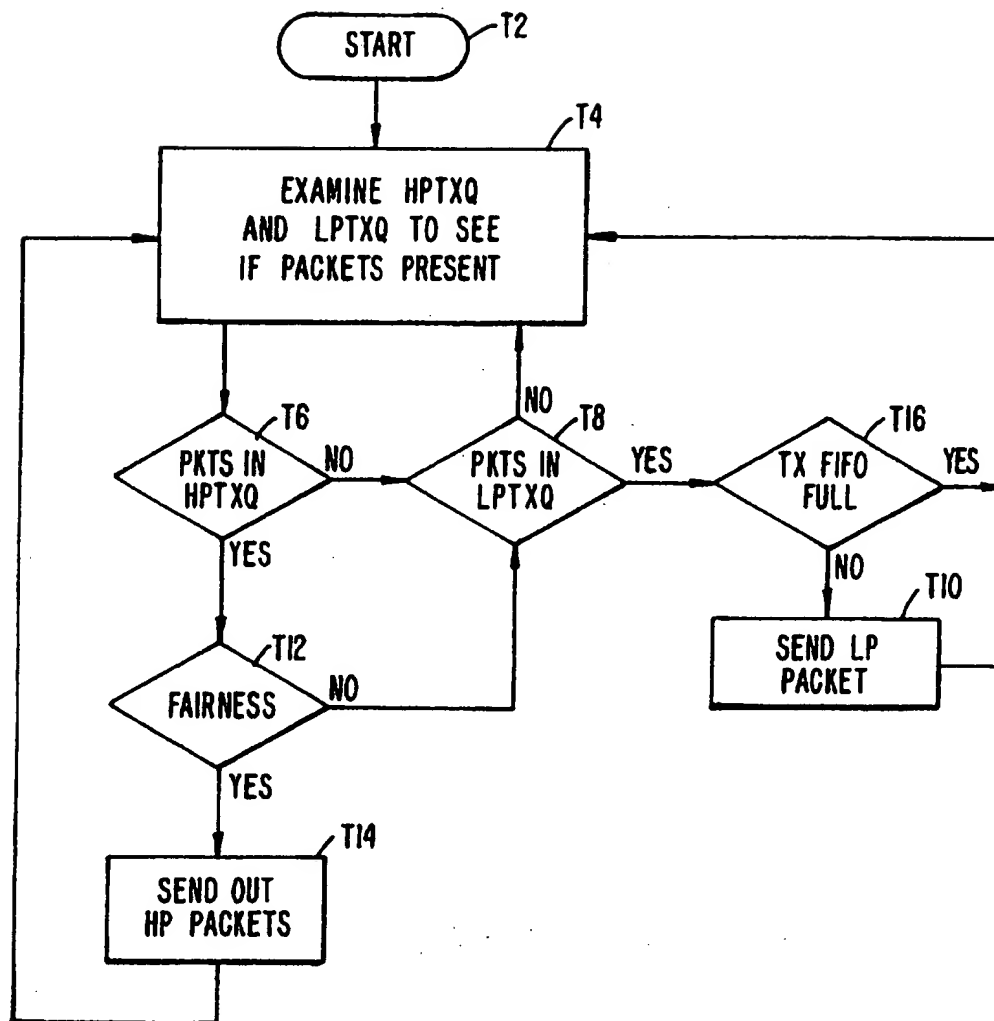 START
T2
T4
EXAMINE HPTXQ
AND LPTXQ TO SEE
IF PACKETS PRESENT
T6
PKTS IN
HPTXQ
NO
YES
NO
T8
PKTS IN
LPTXQ
YES
T16
TX FIFO
FULL
YES
NO
T10
SEND LP
PACKET
T12
FAIRNESS
NO
YES
T14
SEND OUT
HP PACKETS